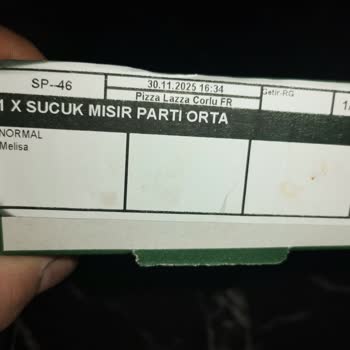 SP--46
30.11.2025 16:34
Getir-RG
Pizza Lazza Corlu FR
1 X SUCUK MISIR PARTI ORTA
NORMAL
Melisa